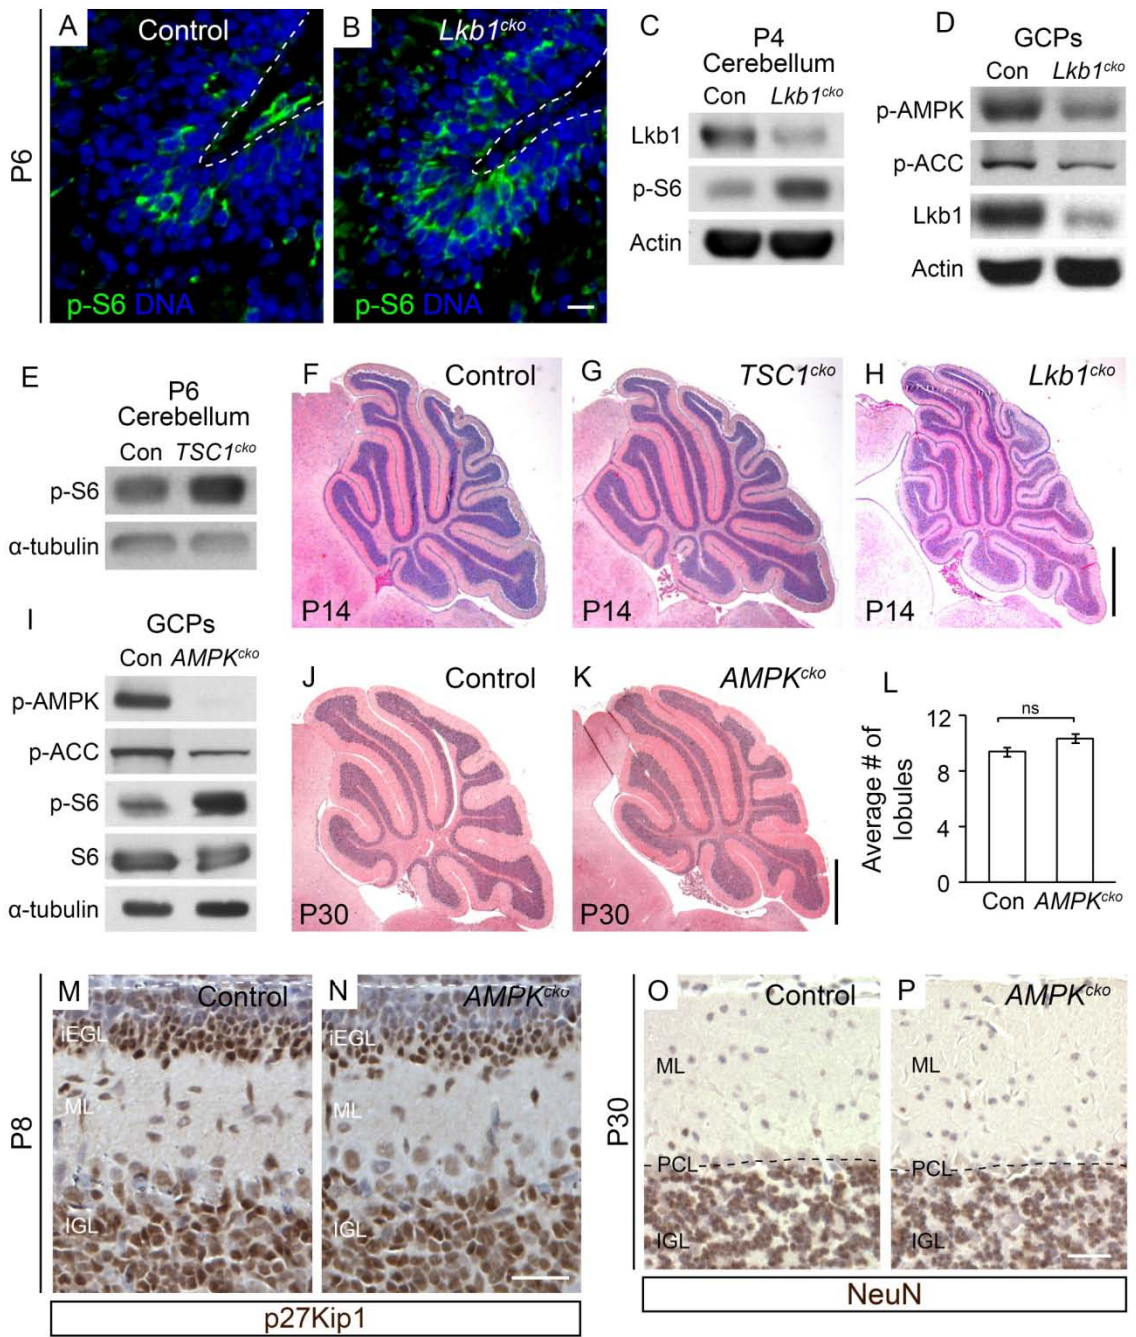 A Control
B Lkb1cko
P6
p-S6 DNA
p-S6 DNA
C
P4
Cerebellum
Con Lkb1cko
Lkb1
p-S6
Actin
D
GCPs
Con Lkb1cko
p-AMPK
p-ACC
Lkb1
Actin
E
P6
Cerebellum
Con TSC1cko
p-S6
α-tubulin
F Control
P14
G TSC1cko
P14
H Lkb1cko
P14
I
GCPs
Con AMPKcko
p-AMPK
p-ACC
p-S6
S6
α-tubulin
J Control
P30
K AMPKcko
P30
L
ns
Average # of
lobules
12
8
4
0
Con AMPKcko
P8
M Control
iEGL
ML
IGL
N AMPKcko
iEGL
ML
IGL
p27Kip1
P30
O Control
ML
PCL
IGL
P AMPKcko
ML
PCL
IGL
NeuN